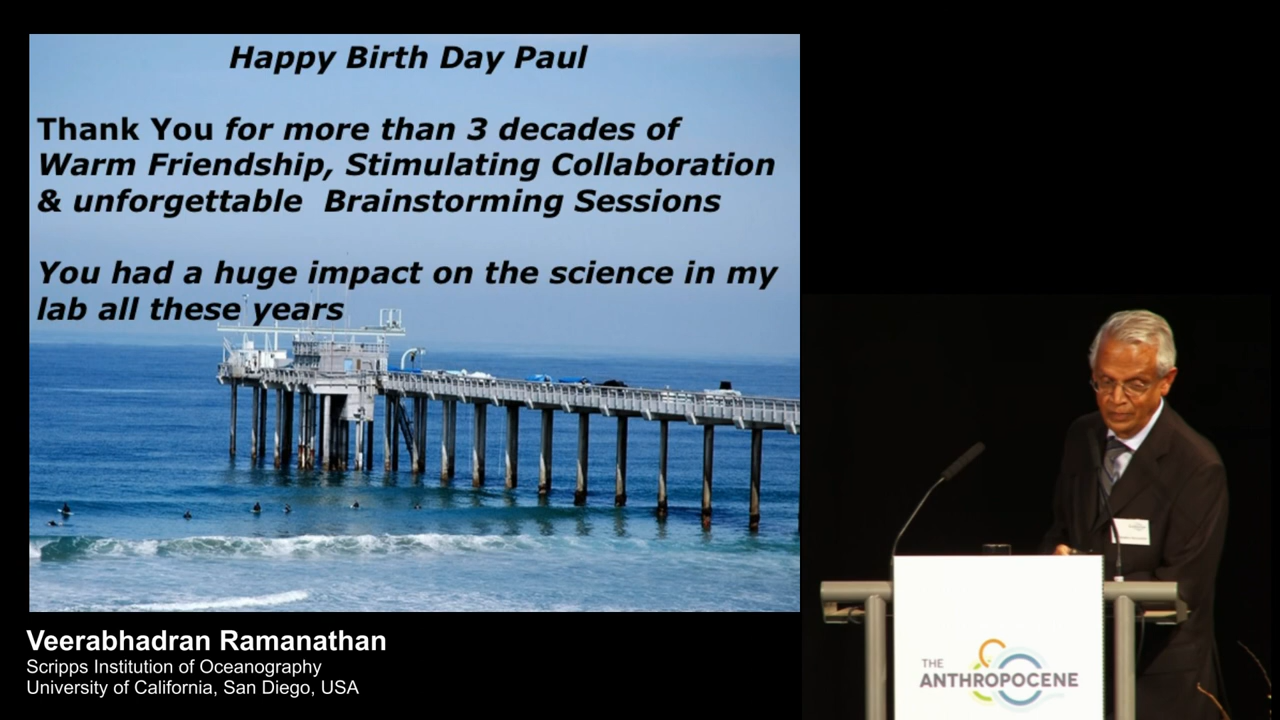 Happy Birth Day Paul
Thank You for more than 3 decades of
Warm Friendship, Stimulating Collaboration
& unforgettable Brainstorming Sessions
You had a huge impact on the science in my
lab all these years
Veerabhadran Ramanathan
Scripps Institution of Oceanography
University of California, San Diego, USA
THE
ANTHROPOCENE